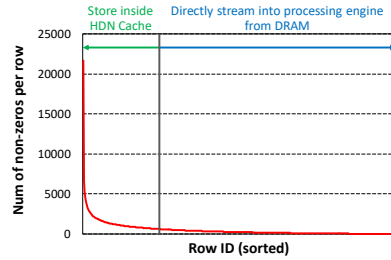 Store inside
HDN Cache
Directly stream into processing engine
from DRAM
Num of non-zeros per row
25000
20000
15000
10000
5000
0
Row ID (sorted)